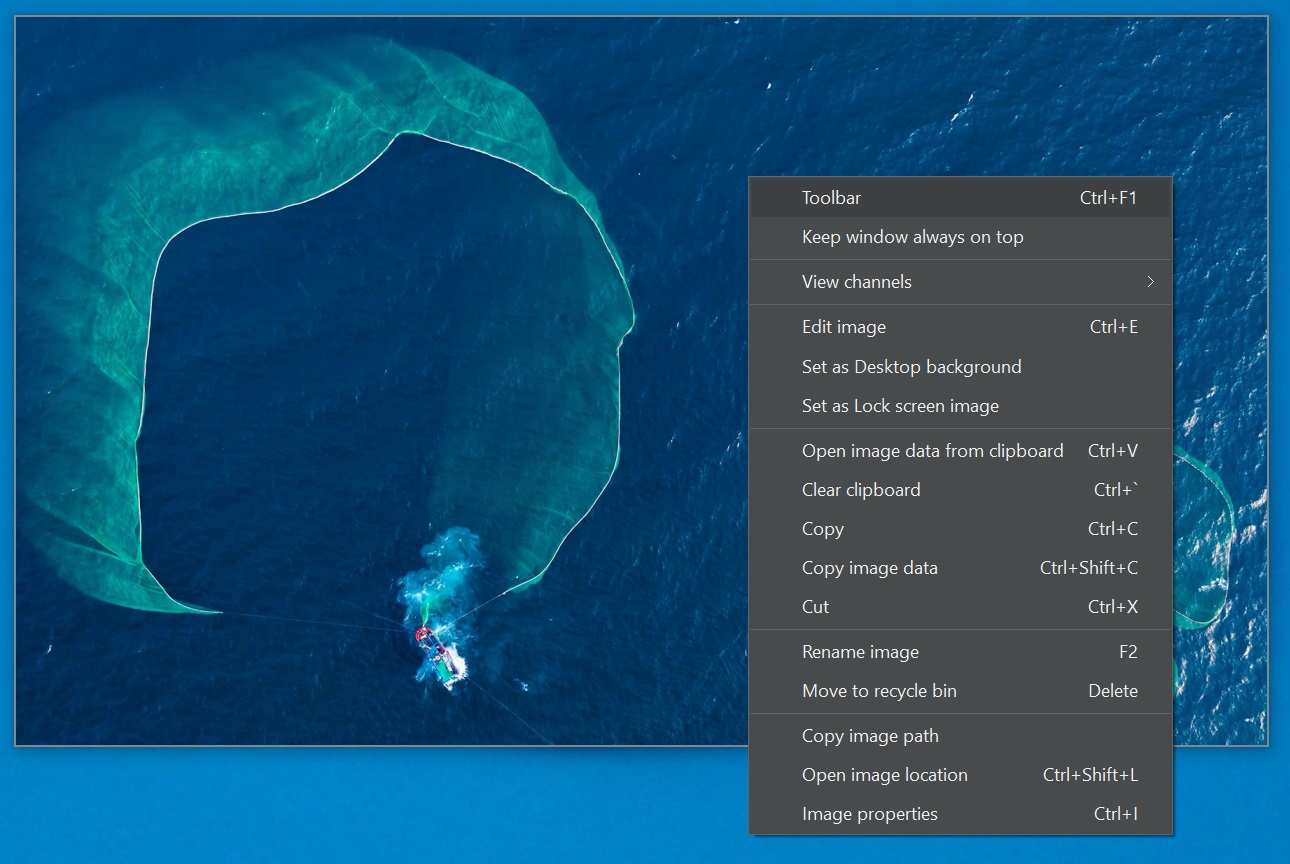 Toolbar Ctrl+F1
Keep window always on top
View channels
Edit image Ctrl+E
Set as Desktop background
Set as Lock screen image
Open image data from clipboard Ctrl+V
Clear clipboard Ctrl+`
Copy Ctrl+C
Copy image data Ctrl+Shift+C
Cut Ctrl+X
Rename image F2
Move to recycle bin Delete
Copy image path
Open image location Ctrl+Shift+L
Image properties Ctrl+I